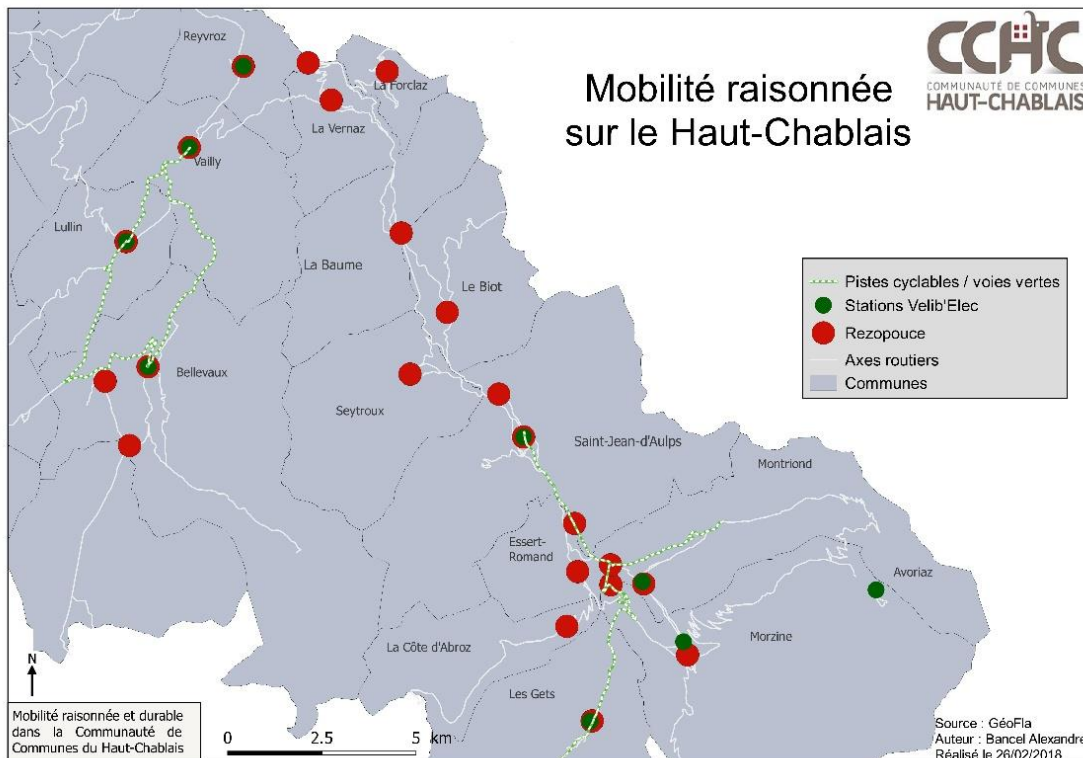 CCHC
COMMUNAUTÉ DE COMMUNES
HAUT-CHABLAIS
Mobilité raisonnée
sur le Haut-Chablais
Reyvroz
La Forclaz
La Vernaz
Vailly
Lullin
La Baume
Le Biot
Bellevaux
Seytroux
Saint-Jean-d'Aulps
Montriond
Essert-
Romand
Avoriaz
La Côte d'Abroz
Morzine
Les Gets
Pistes cyclables / voies vertes
Stations Velib'Elec
Rezopouce
Axes routiers
Communes
N
Mobilité raisonnée et durable
dans la Communauté de
Communes du Haut-Chablais
0 2.5 5 km
Source : GéoFla
Auteur : Bancel Alexandre
Réalisé le 26/02/2018